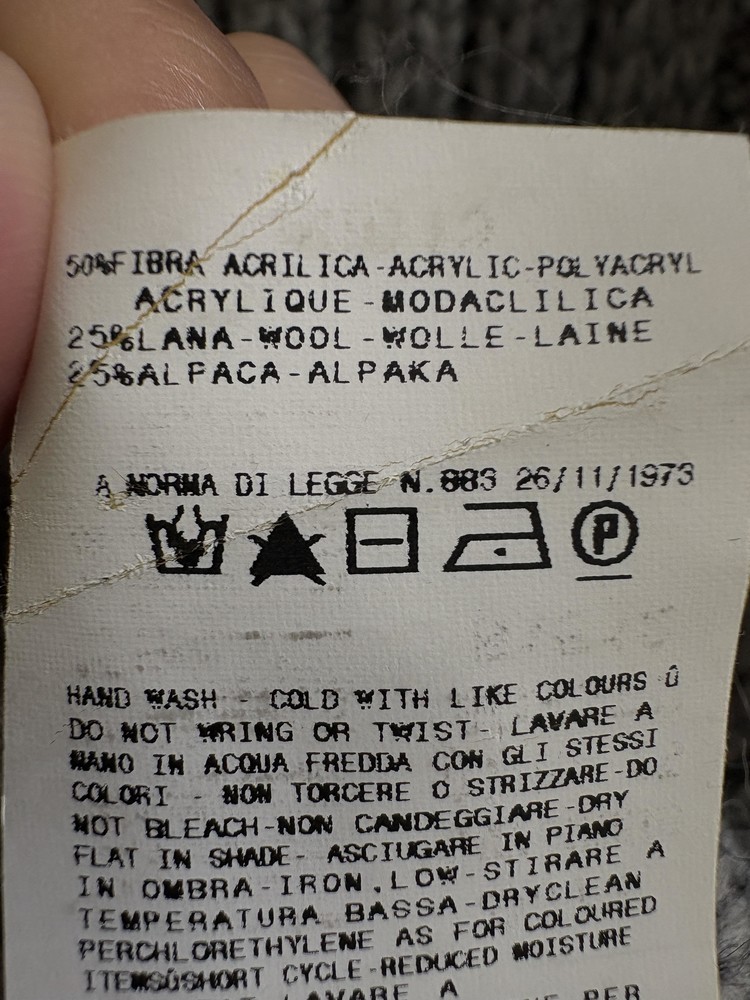 50%FIBRA ACRILICA-ACRYLIC-POLYACRYL
ACRYLIQUE-MODACLILICA
25%LANA-WOOL-WOLLE-LAINE
25%ALPACA-ALPAKA
A NORMA DI LEGGE N.883 26/11/1973
P
HAND WASH - COLD WITH LIKE COLOURS Û
DO NOT WRING OR TWIST- LAVARE A
MANO IN ACQUA FREDDA CON GLI STESSI
COLORI - NON TORCERE O STRIZZARE-DO
NOT BLEACH-NON CANDEGGIARE-DRY
FLAT IN SHADE- ASCIUGARE IN PIANO
IN OMBRA-IRON.LOW-STIRARE A
TEMPERATURA BASSA-DRYCLEAN
PERCHLORETHYLENE AS FOR COLOURED
ITEMSÛSHORT CYCLE-REDUCED MOISTURE
LAVARE A
PER